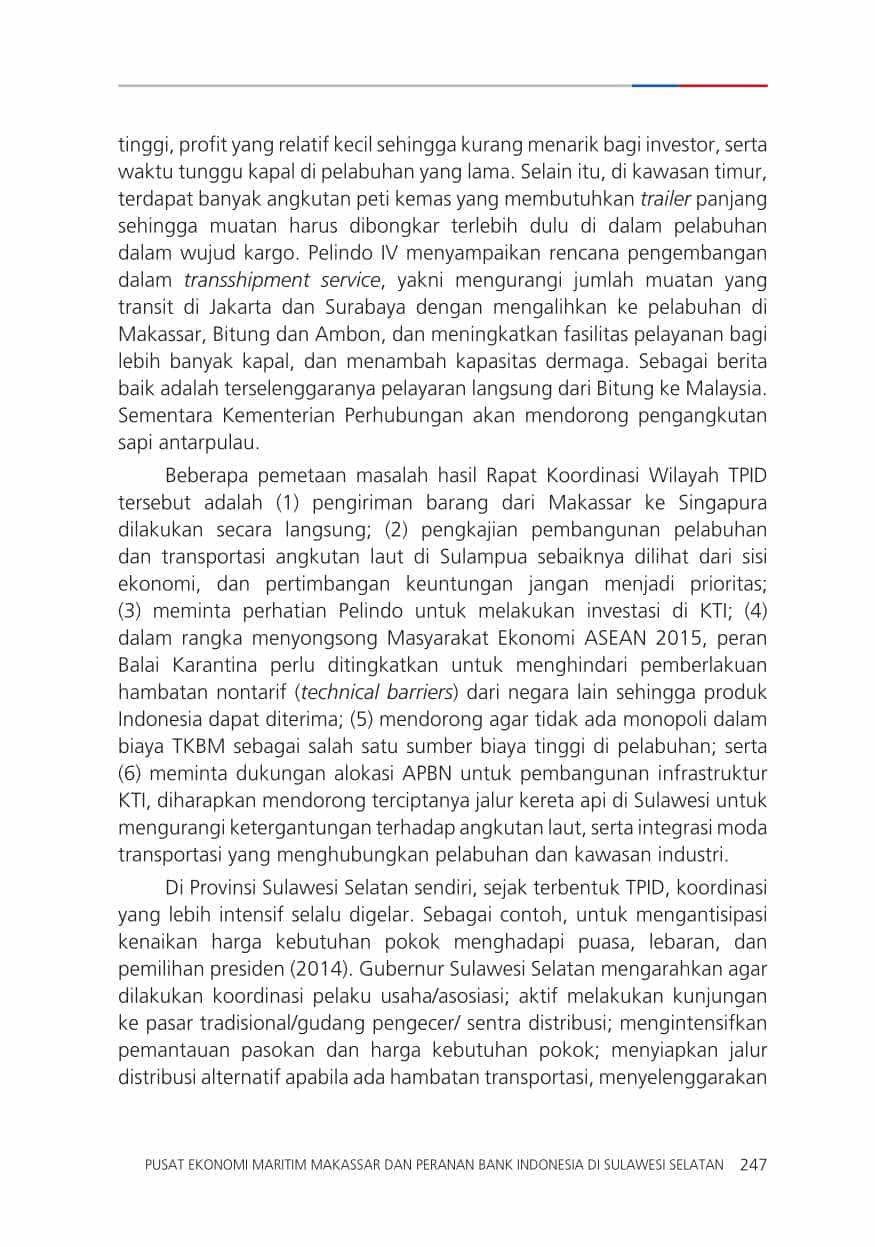 tinggi, profit yang relatif kecil sehingga kurang menarik bagi investor, serta
waktu tunggu kapal di pelabuhan yang lama. Selain itu, di kawasan timur,
terdapat banyak angkutan peti kemas yang membutuhkan trailer panjang
sehingga muatan harus dibongkar terlebih dulu di dalam pelabuhan
dalam wujud kargo. Pelindo IV menyampaikan rencana pengembangan
dalam transshipment service, yakni mengurangi jumlah muatan yang
transit di Jakarta dan Surabaya dengan mengalihkan ke pelabuhan di
Makassar, Bitung dan Ambon, dan meningkatkan fasilitas pelayanan bagi
lebih banyak kapal, dan menambah kapasitas dermaga. Sebagai berita
baik adalah terselenggaranya pelayaran langsung dari Bitung ke Malaysia.
Sementara Kementerian Perhubungan akan mendorong pengangkutan
sapi antarpulau.
Beberapa pemetaan masalah hasil Rapat Koordinasi Wilayah TPID
tersebut adalah (1) pengiriman barang dari Makassar ke Singapura
dilakukan secara langsung; (2) pengkajian pembangunan pelabuhan
dan transportasi angkutan laut di Sulampua sebaiknya dilihat dari sisi
ekonomi, dan pertimbangan keuntungan jangan menjadi prioritas;
(3) meminta perhatian Pelindo untuk melakukan investasi di KTI; (4)
dalam rangka menyongsong Masyarakat Ekonomi ASEAN 2015, peran
Balai Karantina perlu ditingkatkan untuk menghindari pemberlakuan
hambatan nontarif (technical barriers) dari negara lain sehingga produk
Indonesia dapat diterima; (5) mendorong agar tidak ada monopoli dalam
biaya TKBM sebagai salah satu sumber biaya tinggi di pelabuhan; serta
(6) meminta dukungan alokasi APBN untuk pembangunan infrastruktur
KTI, diharapkan mendorong terciptanya jalur kereta api di Sulawesi untuk
mengurangi ketergantungan terhadap angkutan laut, serta integrasi moda
transportasi yang menghubungkan pelabuhan dan kawasan industri.
Di Provinsi Sulawesi Selatan sendiri, sejak terbentuk TPID, koordinasi
yang lebih intensif selalu digelar. Sebagai contoh, untuk mengantisipasi
kenaikan harga kebutuhan pokok menghadapi puasa, lebaran, dan
pemilihan presiden (2014). Gubernur Sulawesi Selatan mengarahkan agar
dilakukan koordinasi pelaku usaha/asosiasi; aktif melakukan kunjungan
ke pasar tradisional/gudang pengecer/ sentra distribusi; mengintensifkan
pemantauan pasokan dan harga kebutuhan pokok; menyiapkan jalur
distribusi alternatif apabila ada hambatan transportasi, menyelenggarakan
PUSAT EKONOMI MARITIM MAKASSAR DAN PERANAN BANK INDONESIA DI SULAWESI SELATAN 247